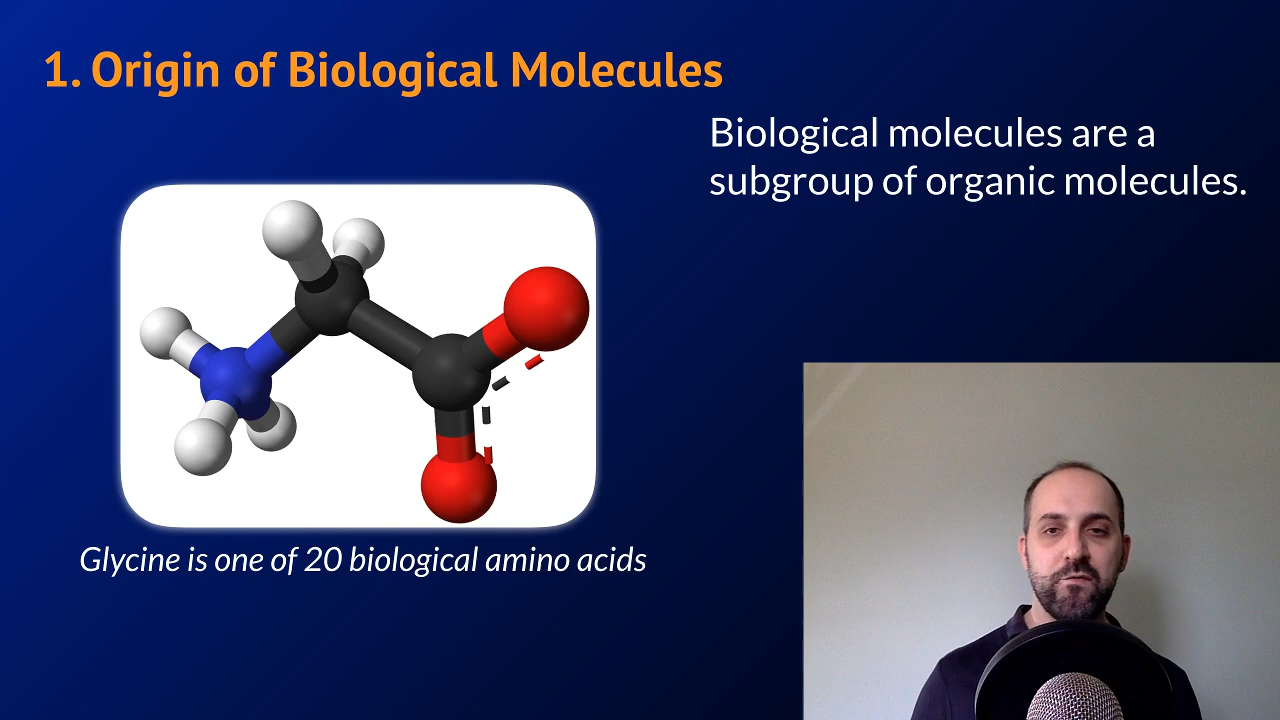 1. Origin of Biological Molecules
Biological molecules are a
subgroup of organic molecules.
Glycine is one of 20 biological amino acids